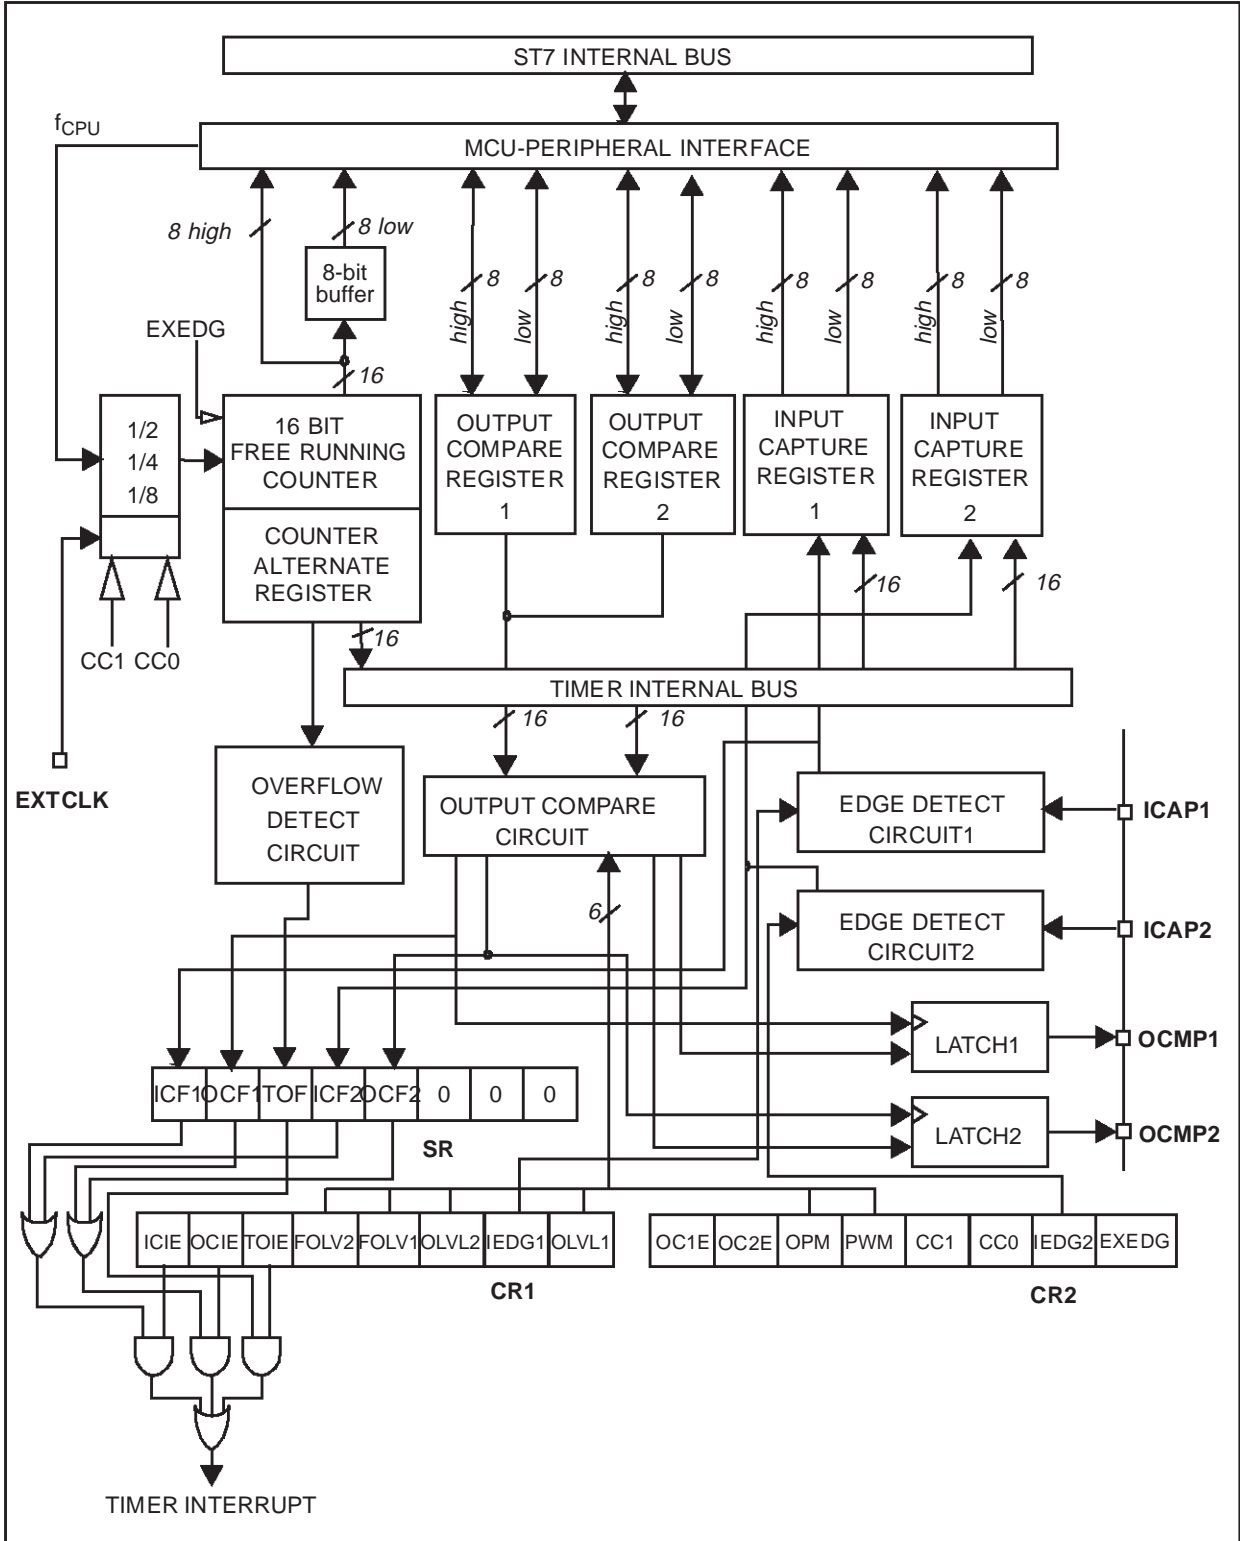 ST7 INTERNAL BUS
fCPU
MCU-PERIPHERAL INTERFACE
8 high
8 low
8-bit
buffer
8
8
8
8
8
8
8
8
high
low
high
low
high
low
high
low
EXEDG
16
1/2
1/4
1/8
16 BIT
FREE RUNNING
COUNTER
OUTPUT
COMPARE
REGISTER
1
OUTPUT
COMPARE
REGISTER
2
INPUT
CAPTURE
REGISTER
1
INPUT
CAPTURE
REGISTER
2
COUNTER
ALTERNATE
REGISTER
16
16
16
CC1 CC0
TIMER INTERNAL BUS
16
16
EXTCLK
OVERFLOW
DETECT
CIRCUIT
OUTPUT COMPARE
CIRCUIT
EDGE DETECT
CIRCUIT1
ICAP1
6
EDGE DETECT
CIRCUIT2
ICAP2
LATCH1
OCMP1
ICF1 OCF1 TOF ICF2 OCF2 0 0 0
SR
LATCH2
OCMP2
ICIE OCIE TOIE FOLV2 FOLV1 OLVL2 IEDG1 OLVL1
CR1
OC1E OC2E OPM PWM CC1 CC0 IEDG2 EXEDG
CR2
TIMER INTERRUPT